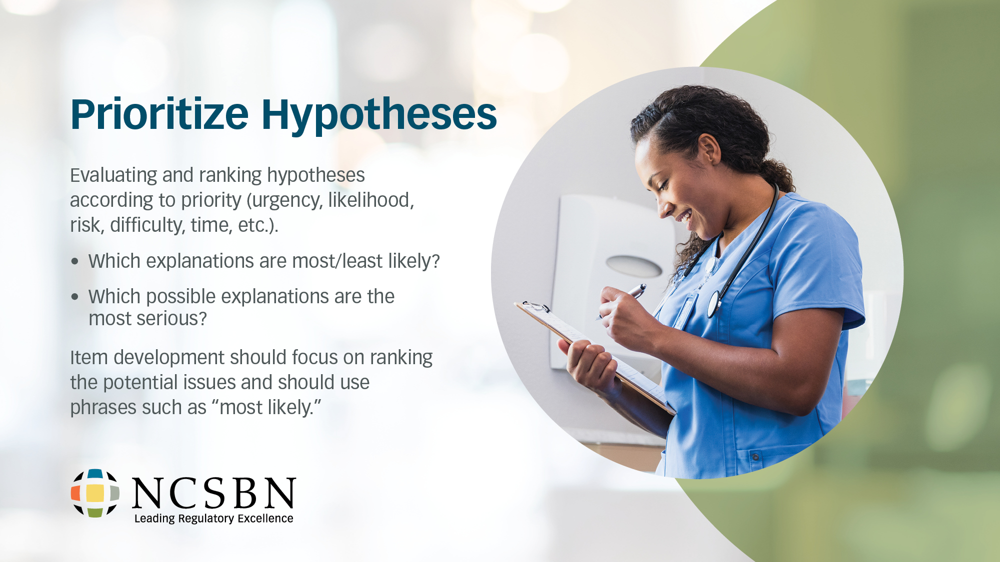 Prioritize Hypotheses
Evaluating and ranking hypotheses
according to priority (urgency, likelihood,
risk, difficulty, time, etc.).
• Which explanations are most/least likely?
• Which possible explanations are the
most serious?
Item development should focus on ranking
the potential issues and should use
phrases such as “most likely.”
NCSBN
Leading Regulatory Excellence